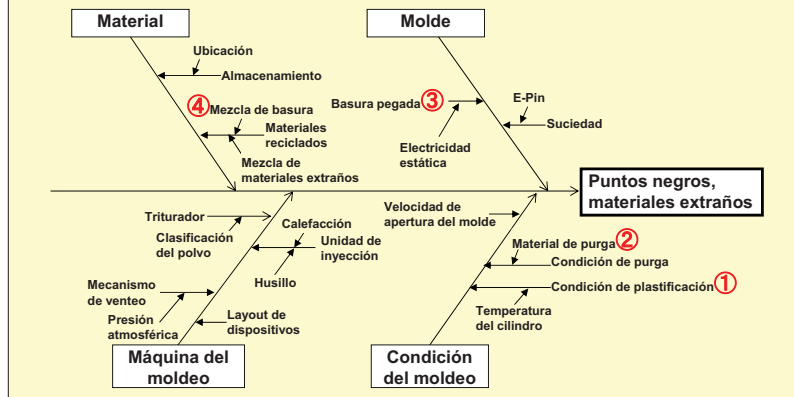 Material
Molde
Ubicación
Almacenamiento
④ Mezcla de basura
Materiales
reciclados
Mezcla de
materiales extraños
Basura pegada ③
E-Pin
Suciedad
Electricidad
estática
Puntos negros,
materiales extraños
Triturador
Clasificación
del polvo
Calefacción
Unidad de
inyección
Husillo
Mecanismo
de venteo
Presión
atmosférica
Layout de
dispositivos
Máquina del
moldeo
Velocidad de
apertura del molde
Material de purga ②
Condición de purga
Condición de plastificación ①
Temperatura
del cilindro
Condición
del moldeo